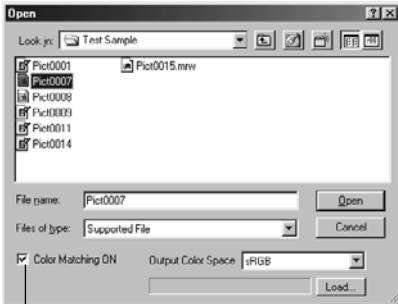 Open
Look in: Test Sample
Pict0001 Pict0015.mrw
Pict0007
Pict0008
Pict0009
Pict0011
Pict0014
File name: Pict0007 Open
Files of type: Supported File Cancel
Color Matching ON Output Color Space sRGB
Load...